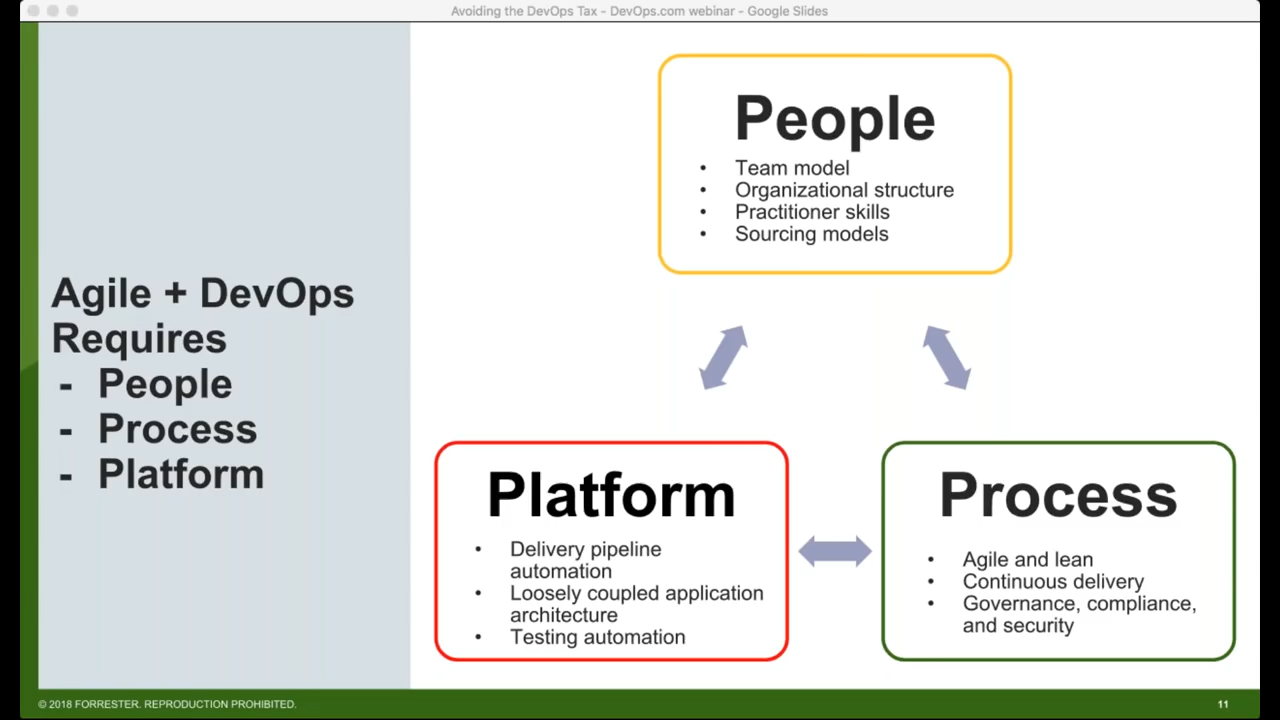 Avoiding the DevOps Tax - DevOps.com webinar - Google Slides
Agile + DevOps
Requires
- People
- Process
- Platform
People
• Team model
• Organizational structure
• Practitioner skills
• Sourcing models
Platform
• Delivery pipeline
automation
• Loosely coupled application
architecture
• Testing automation
Process
• Agile and lean
• Continuous delivery
• Governance, compliance,
and security
© 2018 FORRESTER. REPRODUCTION PROHIBITED.
11